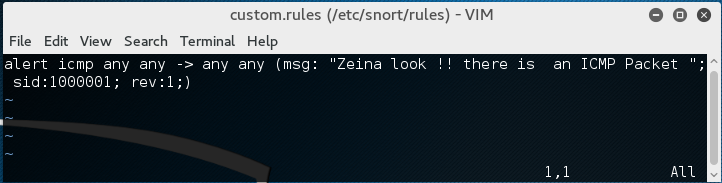 custom.rules (/etc/snort/rules) - VIM
File Edit View Search Terminal Help
alert icmp any any -> any any (msg: "Zeina look !! there is  an ICMP Packet ";
 sid:1000001; rev:1;)
~
~
~
~
1,1 All